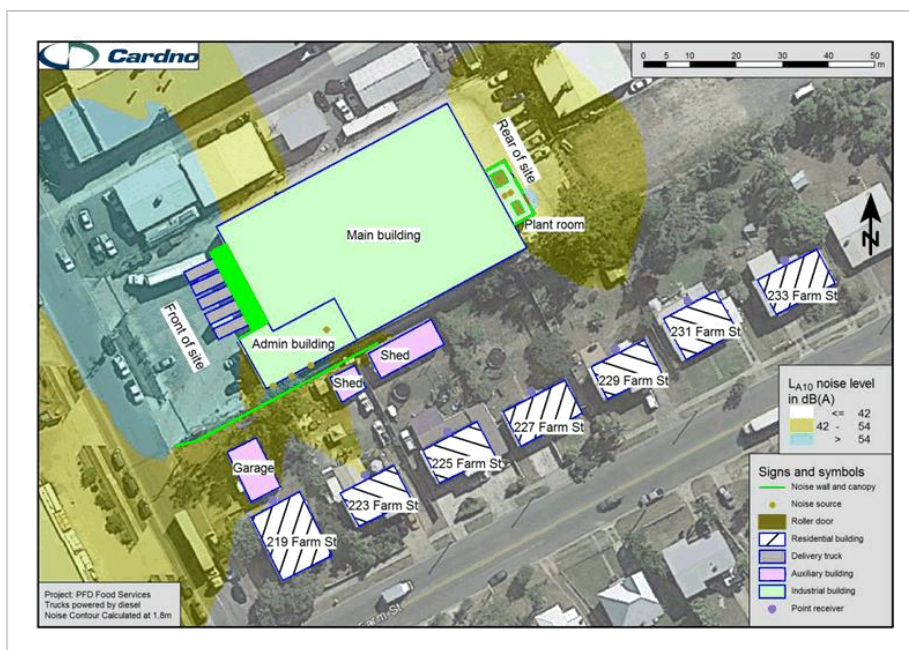 Cardno
0 10 20 30 40 50
m
Rear of site
Main building
Plant room
N
Front of site
Admin building
Shed
Shed
233 Farm St
231 Farm St
229 Farm St
227 Farm St
225 Farm St
223 Farm St
Garage
219 Farm St
Farm St
LA10 noise level
in dB(A)
<= 42
42 - 54
> 54
Signs and symbols
Noise wall and canopy
Noise source
Roller door
Residential building
Delivery truck
Auxiliary building
Industrial building
Point receiver
Project: PFD Food Services
Trucks powered by diesel
Noise Contour Calculated at 1.8m